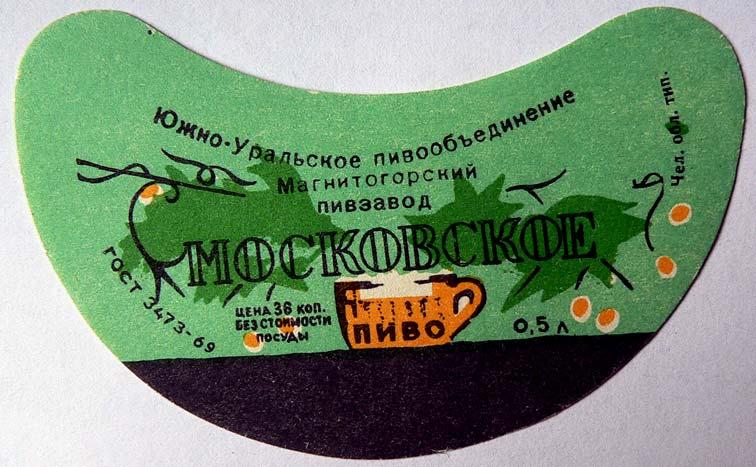 Южно-Уральское пивообъединение
Магнитогорский
пивзавод
МОСКОВСКОЕ
ПИВО
ГОСТ 3473-69
ЦЕНА 36 КОП.
БЕЗ СТОИМОСТИ
ПОСУДЫ
0,5 Л
Чел. обл. тип.